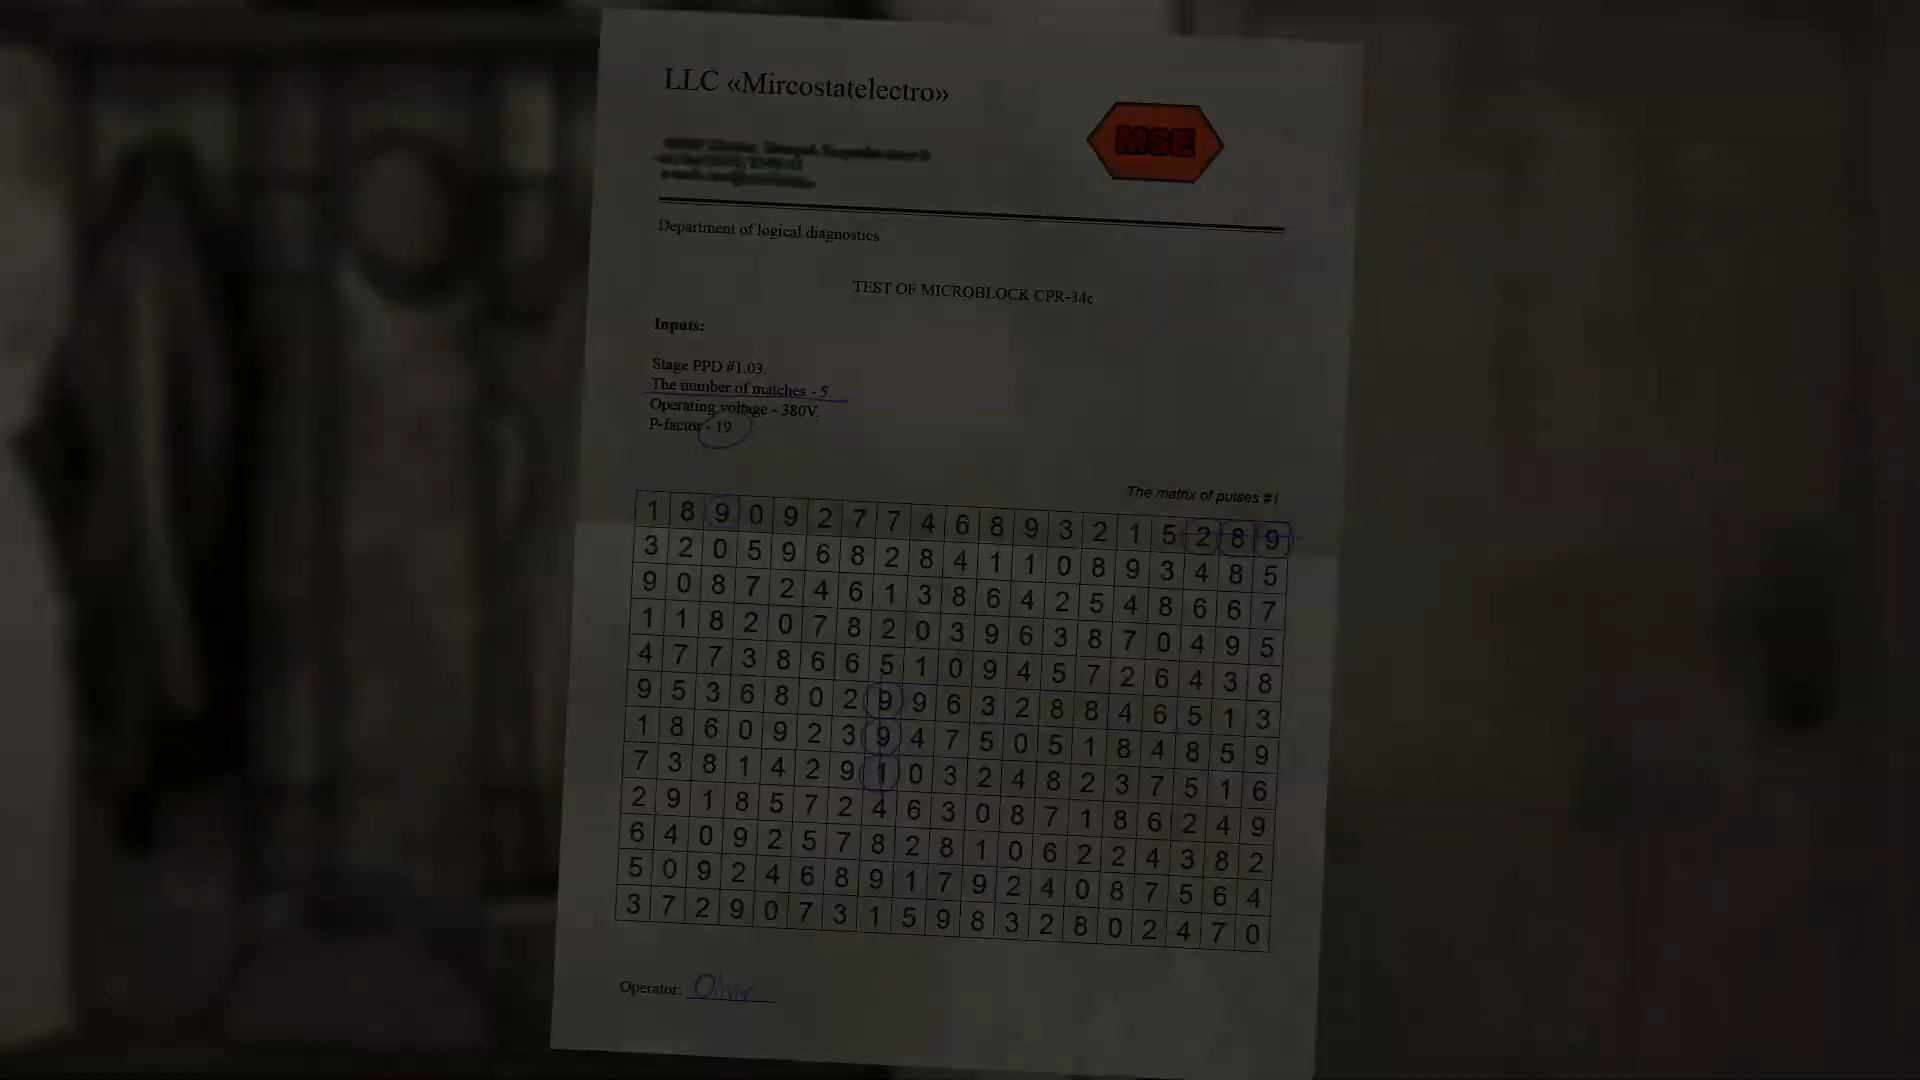 LLC «Mircostatelectro»
MSE
Department of logical diagnostics
TEST OF MICROBLOCK CPR-34c
Inputs:
Stage PPD #1.03.
The number of matches - 5.
Operating voltage - 380V.
P-factor - 19
The matrix of pulses #1
1 8 9 0 9 2 7 7 4 6 8 9 3 2 1 5 2 8 9
3 2 0 5 9 6 8 2 8 4 1 1 0 8 9 3 4 8 5
9 0 8 7 2 4 6 1 3 8 6 4 2 5 4 8 6 6 7
1 1 8 2 0 7 8 2 0 3 9 6 3 8 7 0 4 9 5
4 7 7 3 8 6 6 5 1 0 9 4 5 7 2 6 4 3 8
9 5 3 6 8 0 2 9 9 6 3 2 8 8 4 6 5 1 3
1 8 6 0 9 2 3 9 4 7 5 0 5 1 8 4 8 5 9
7 3 8 1 4 2 9 1 0 3 2 4 8 2 3 7 5 1 6
2 9 1 8 5 7 2 4 6 3 0 8 7 1 8 6 2 4 9
6 4 0 9 2 5 7 8 2 8 1 0 6 2 2 4 3 8 2
5 0 9 2 4 6 8 9 1 7 9 2 4 0 8 7 5 6 4
3 7 2 9 0 7 3 1 5 9 8 3 2 8 0 2 4 7 0
Operator: Oliver